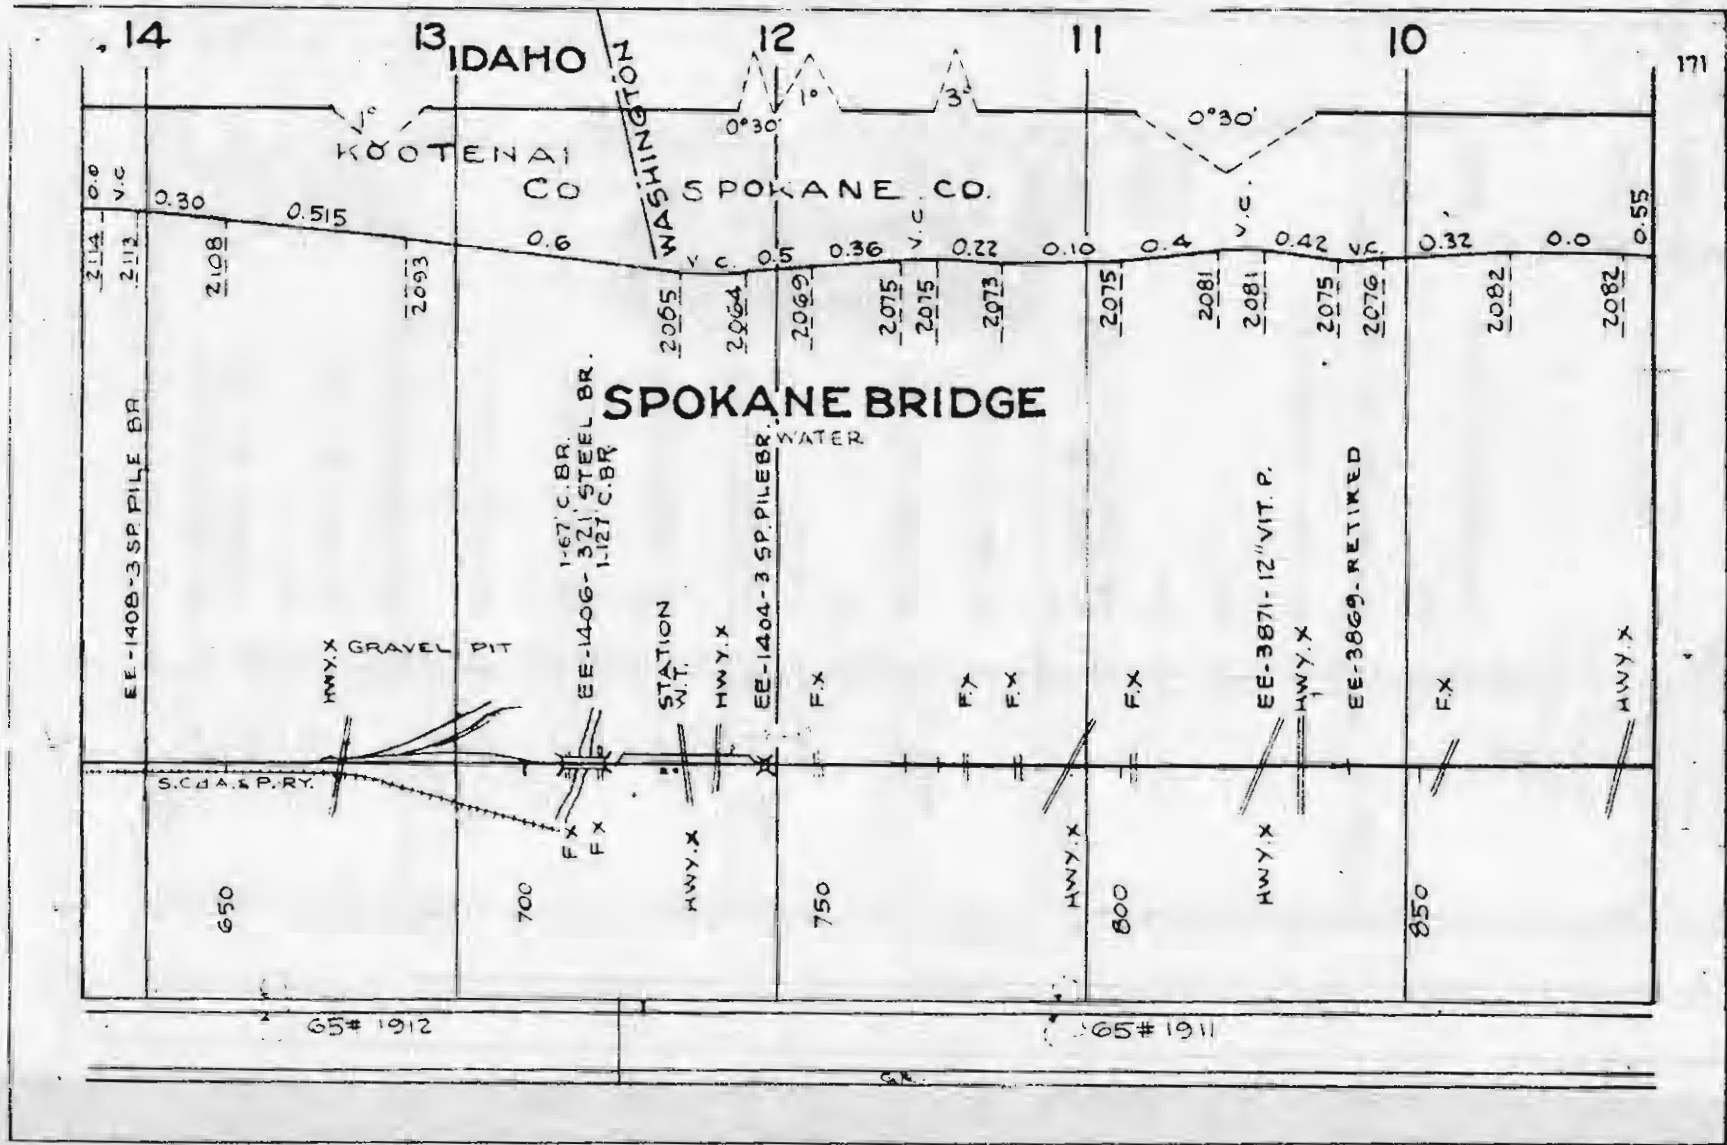 14 13 12 11 10
171
IDAHO
WASHINGTON
1° 0°30' 1° 3° 0°30'
KOOTENAI
CO
SPOKANE CO.
0.0
V.C.
0.30
0.515
0.6
V. C.
0.5
0.36
V.C.
0.22
0.10
0.4
V.C.
0.42
V.C.
0.32
0.0
0.55
2114
2113
2108
2093
2065
2064
2069
2075
2075
2073
2075
2081
2081
2075
2076
2082
2082
SPOKANE BRIDGE
WATER
EE-1408-3 SP. PILE BR.
HWY.X
GRAVEL PIT
1-67' C.BR.
EE-1406- 321' STEEL BR.
1-127' C.BR.
STATION
W.T.
HWY.X
EE-1404-3 SP. PILE BR.
F.X
F.X
F.X
F.X
EE-3871-12" VIT. P.
HWY.X
EE-3869-RETIRED
F.X
HWY.X
S.C.d A. & P. RY.
F X
F X
HWY.X
HWY.X
HWY.X
650
700
750
800
850
65# 1912
65# 1911